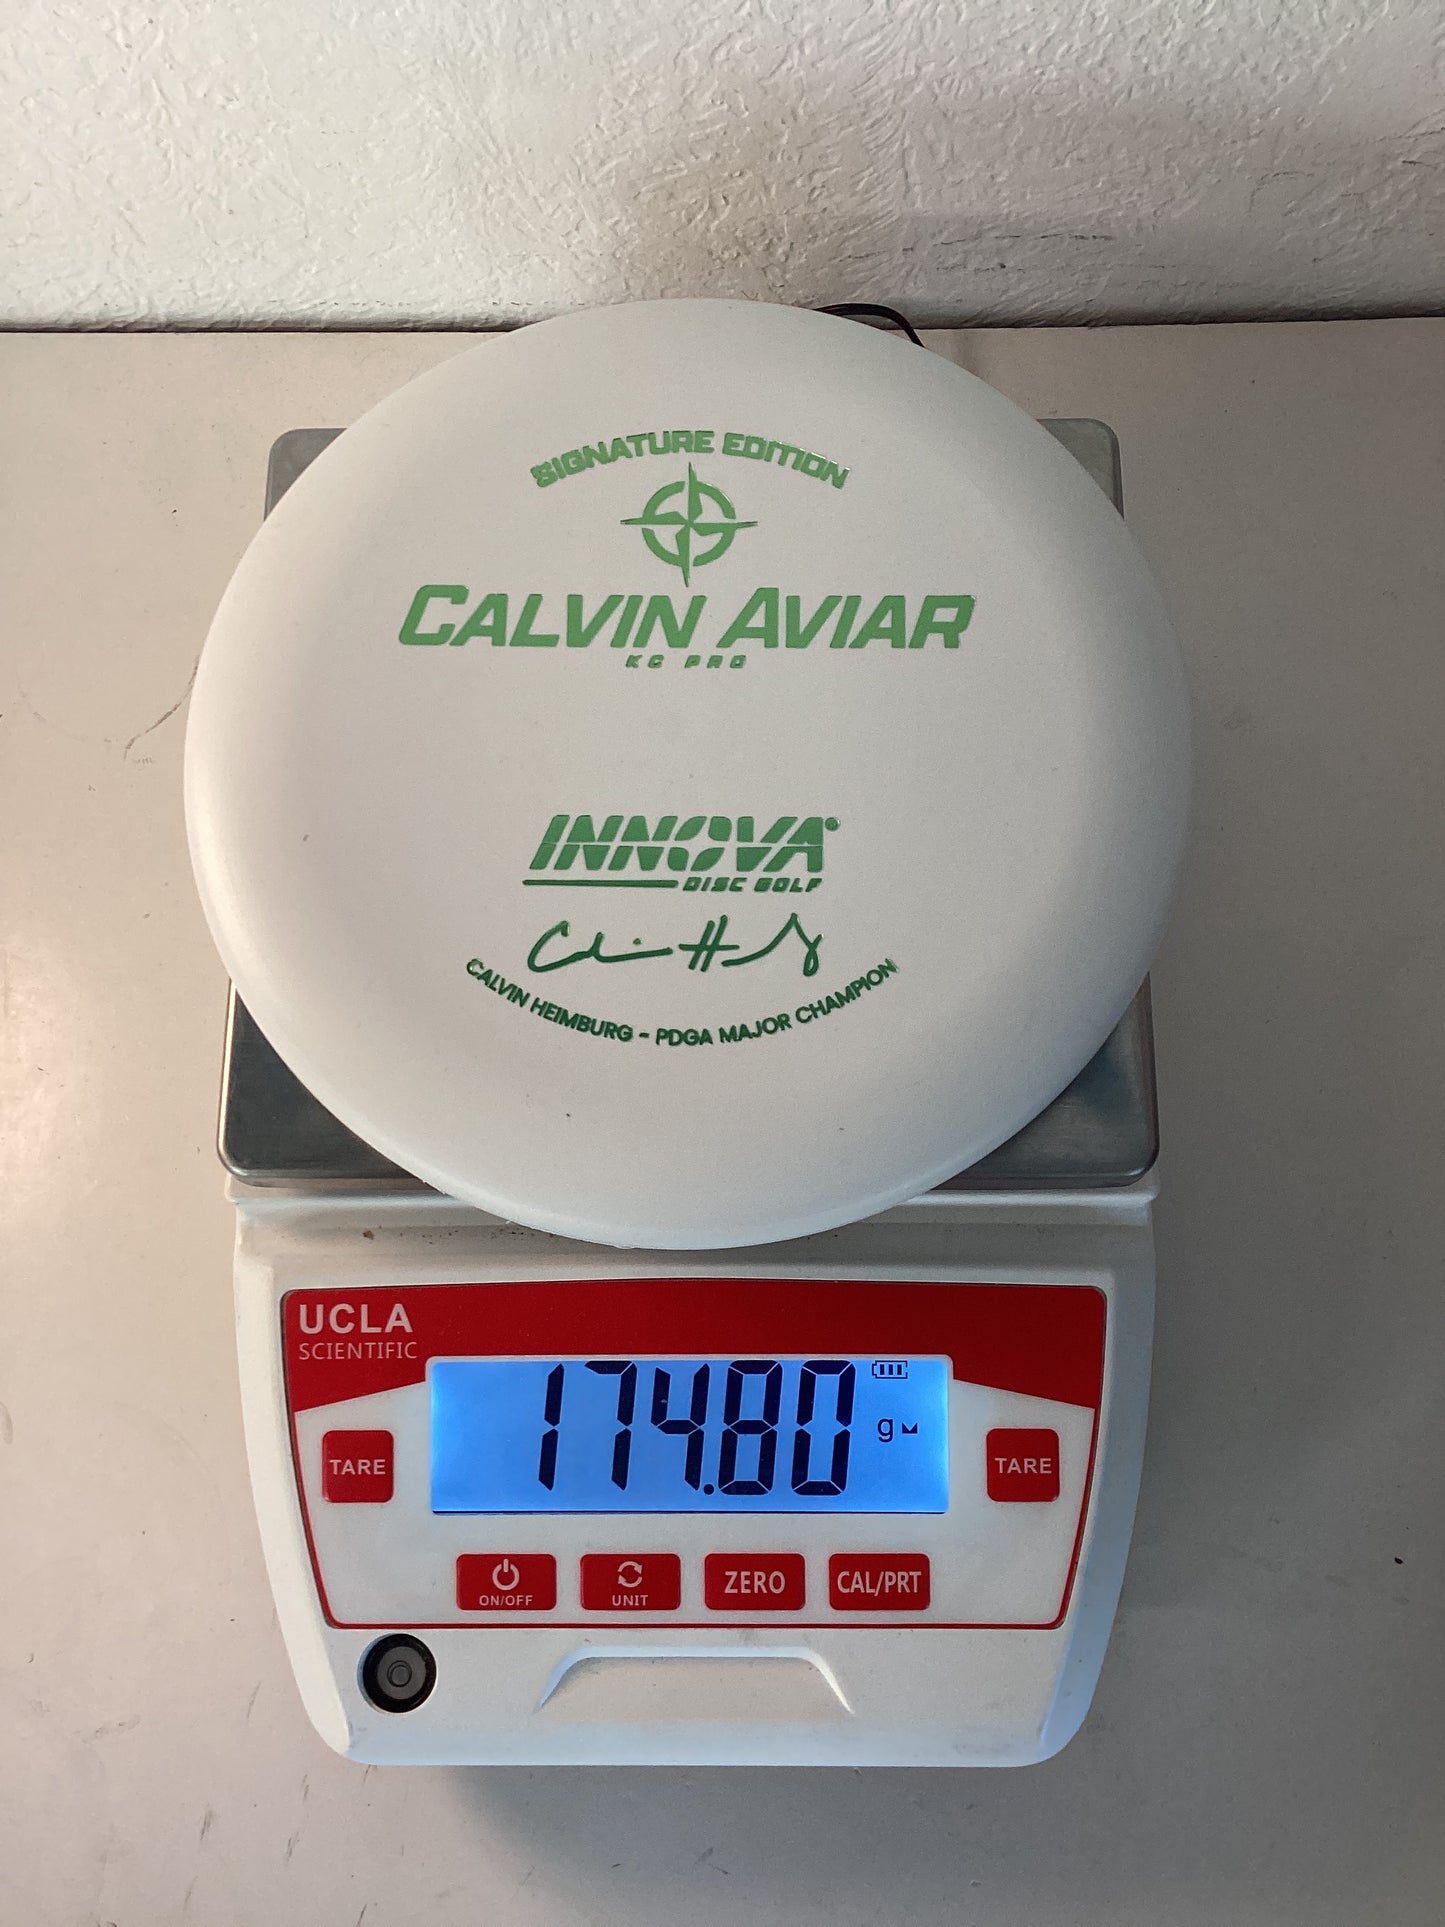 SIGNATURE EDITION
CALVIN AVIAR
KC PRO
INNOVA
DISC GOLF
CALVIN HEIMBURG - PDGA MAJOR CHAMPION
UCLA
SCIENTIFIC
174.80 g
TARE
TARE
ON/OFF
UNIT
ZERO
CAL/PRT